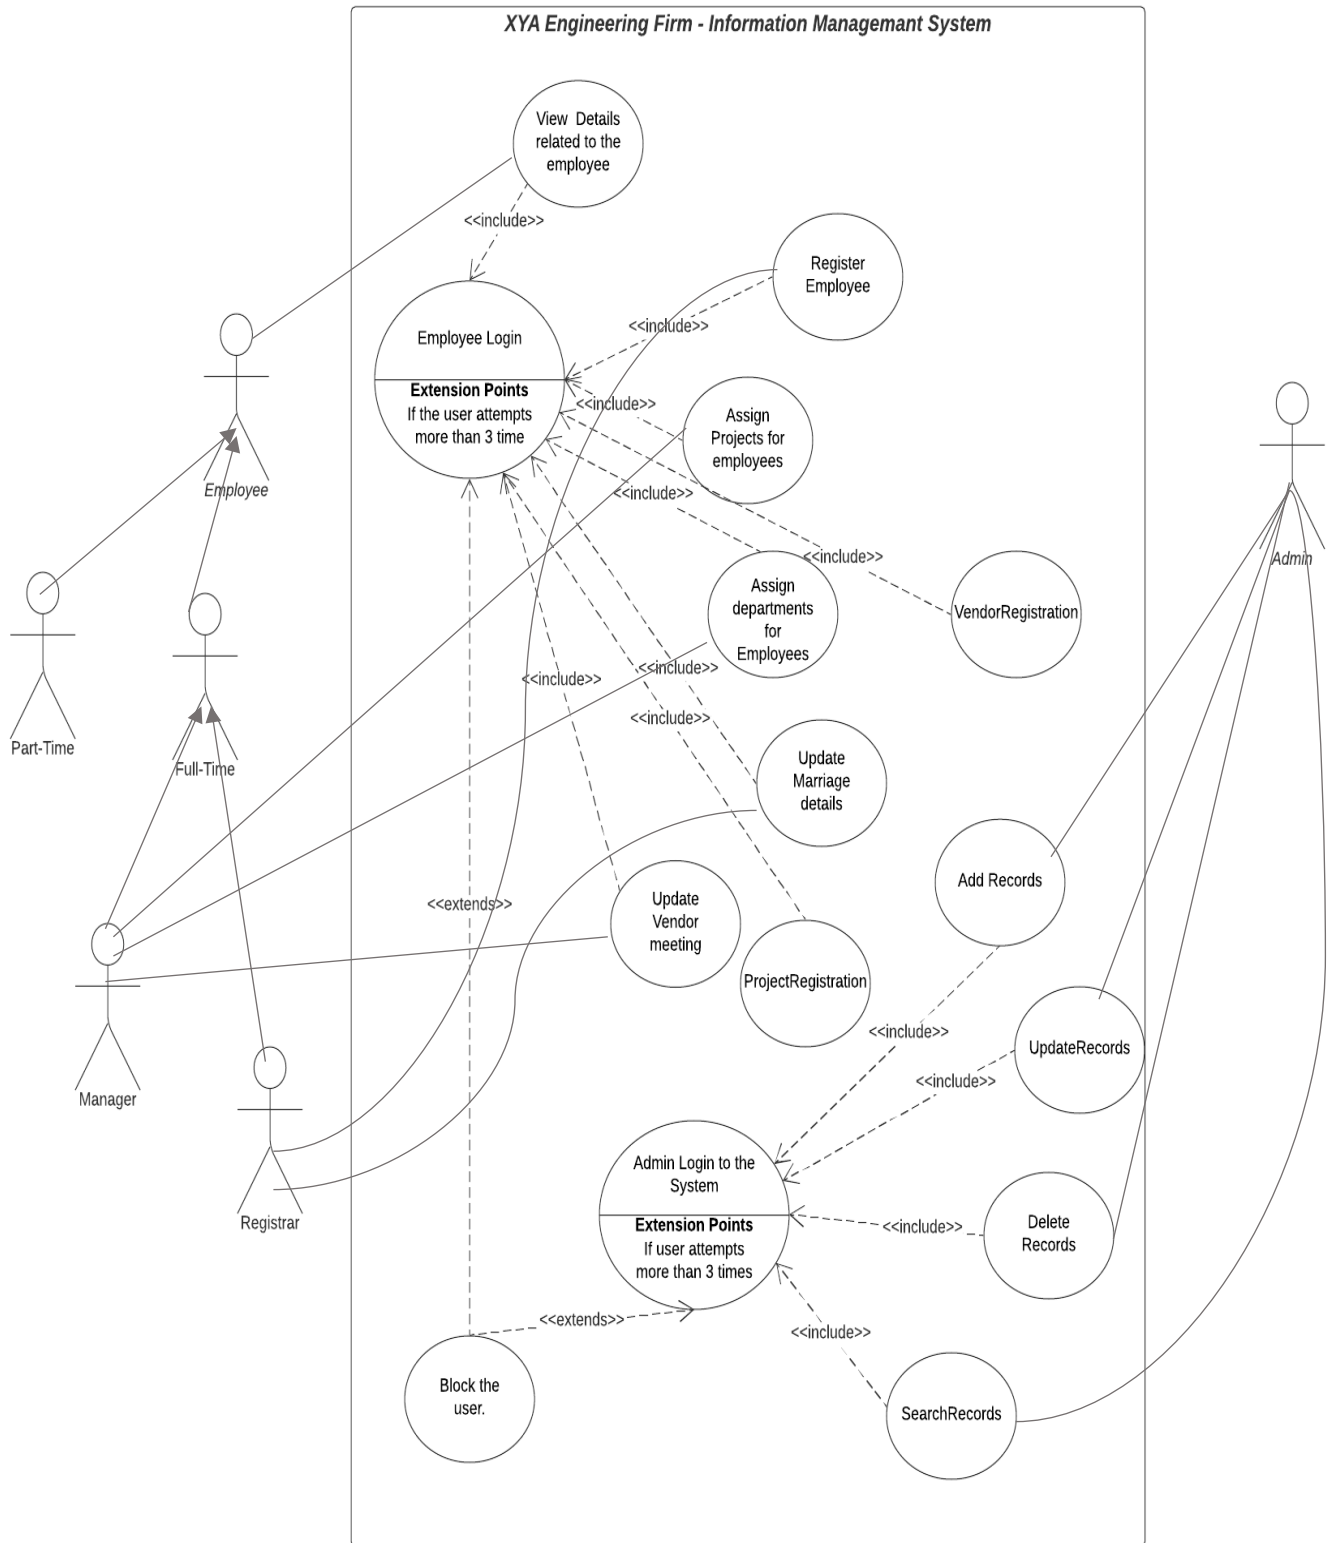 XYA Engineering Firm - Information Managemant System
View Details
related to the
employee
<<include>>
Register
Employee
<<include>>
Employee Login
Extension Points
If the user attempts
more than 3 time
<<include>>
Assign
Projects for
employees
Employee
<<include>>
<<include>>
Admin
Assign
departments
for
Employees
VendorRegistration
<<include>>
<<include>>
<<include>>
Part-Time
Full-Time
Update
Marriage
details
Add Records
<<extends>>
Update
Vendor
meeting
ProjectRegistration
<<include>>
UpdateRecords
<<include>>
Manager
Admin Login to the
System
Extension Points
If user attempts
more than 3 times
Registrar
<<include>>
Delete
Records
<<extends>>
<<include>>
Block the
user.
SearchRecords